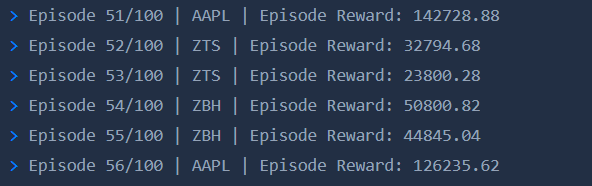 > Episode 51/100 | AAPL | Episode Reward: 142728.88
> Episode 52/100 | ZTS | Episode Reward: 32794.68
> Episode 53/100 | ZTS | Episode Reward: 23800.28
> Episode 54/100 | ZBH | Episode Reward: 50800.82
> Episode 55/100 | ZBH | Episode Reward: 44845.04
> Episode 56/100 | AAPL | Episode Reward: 126235.62